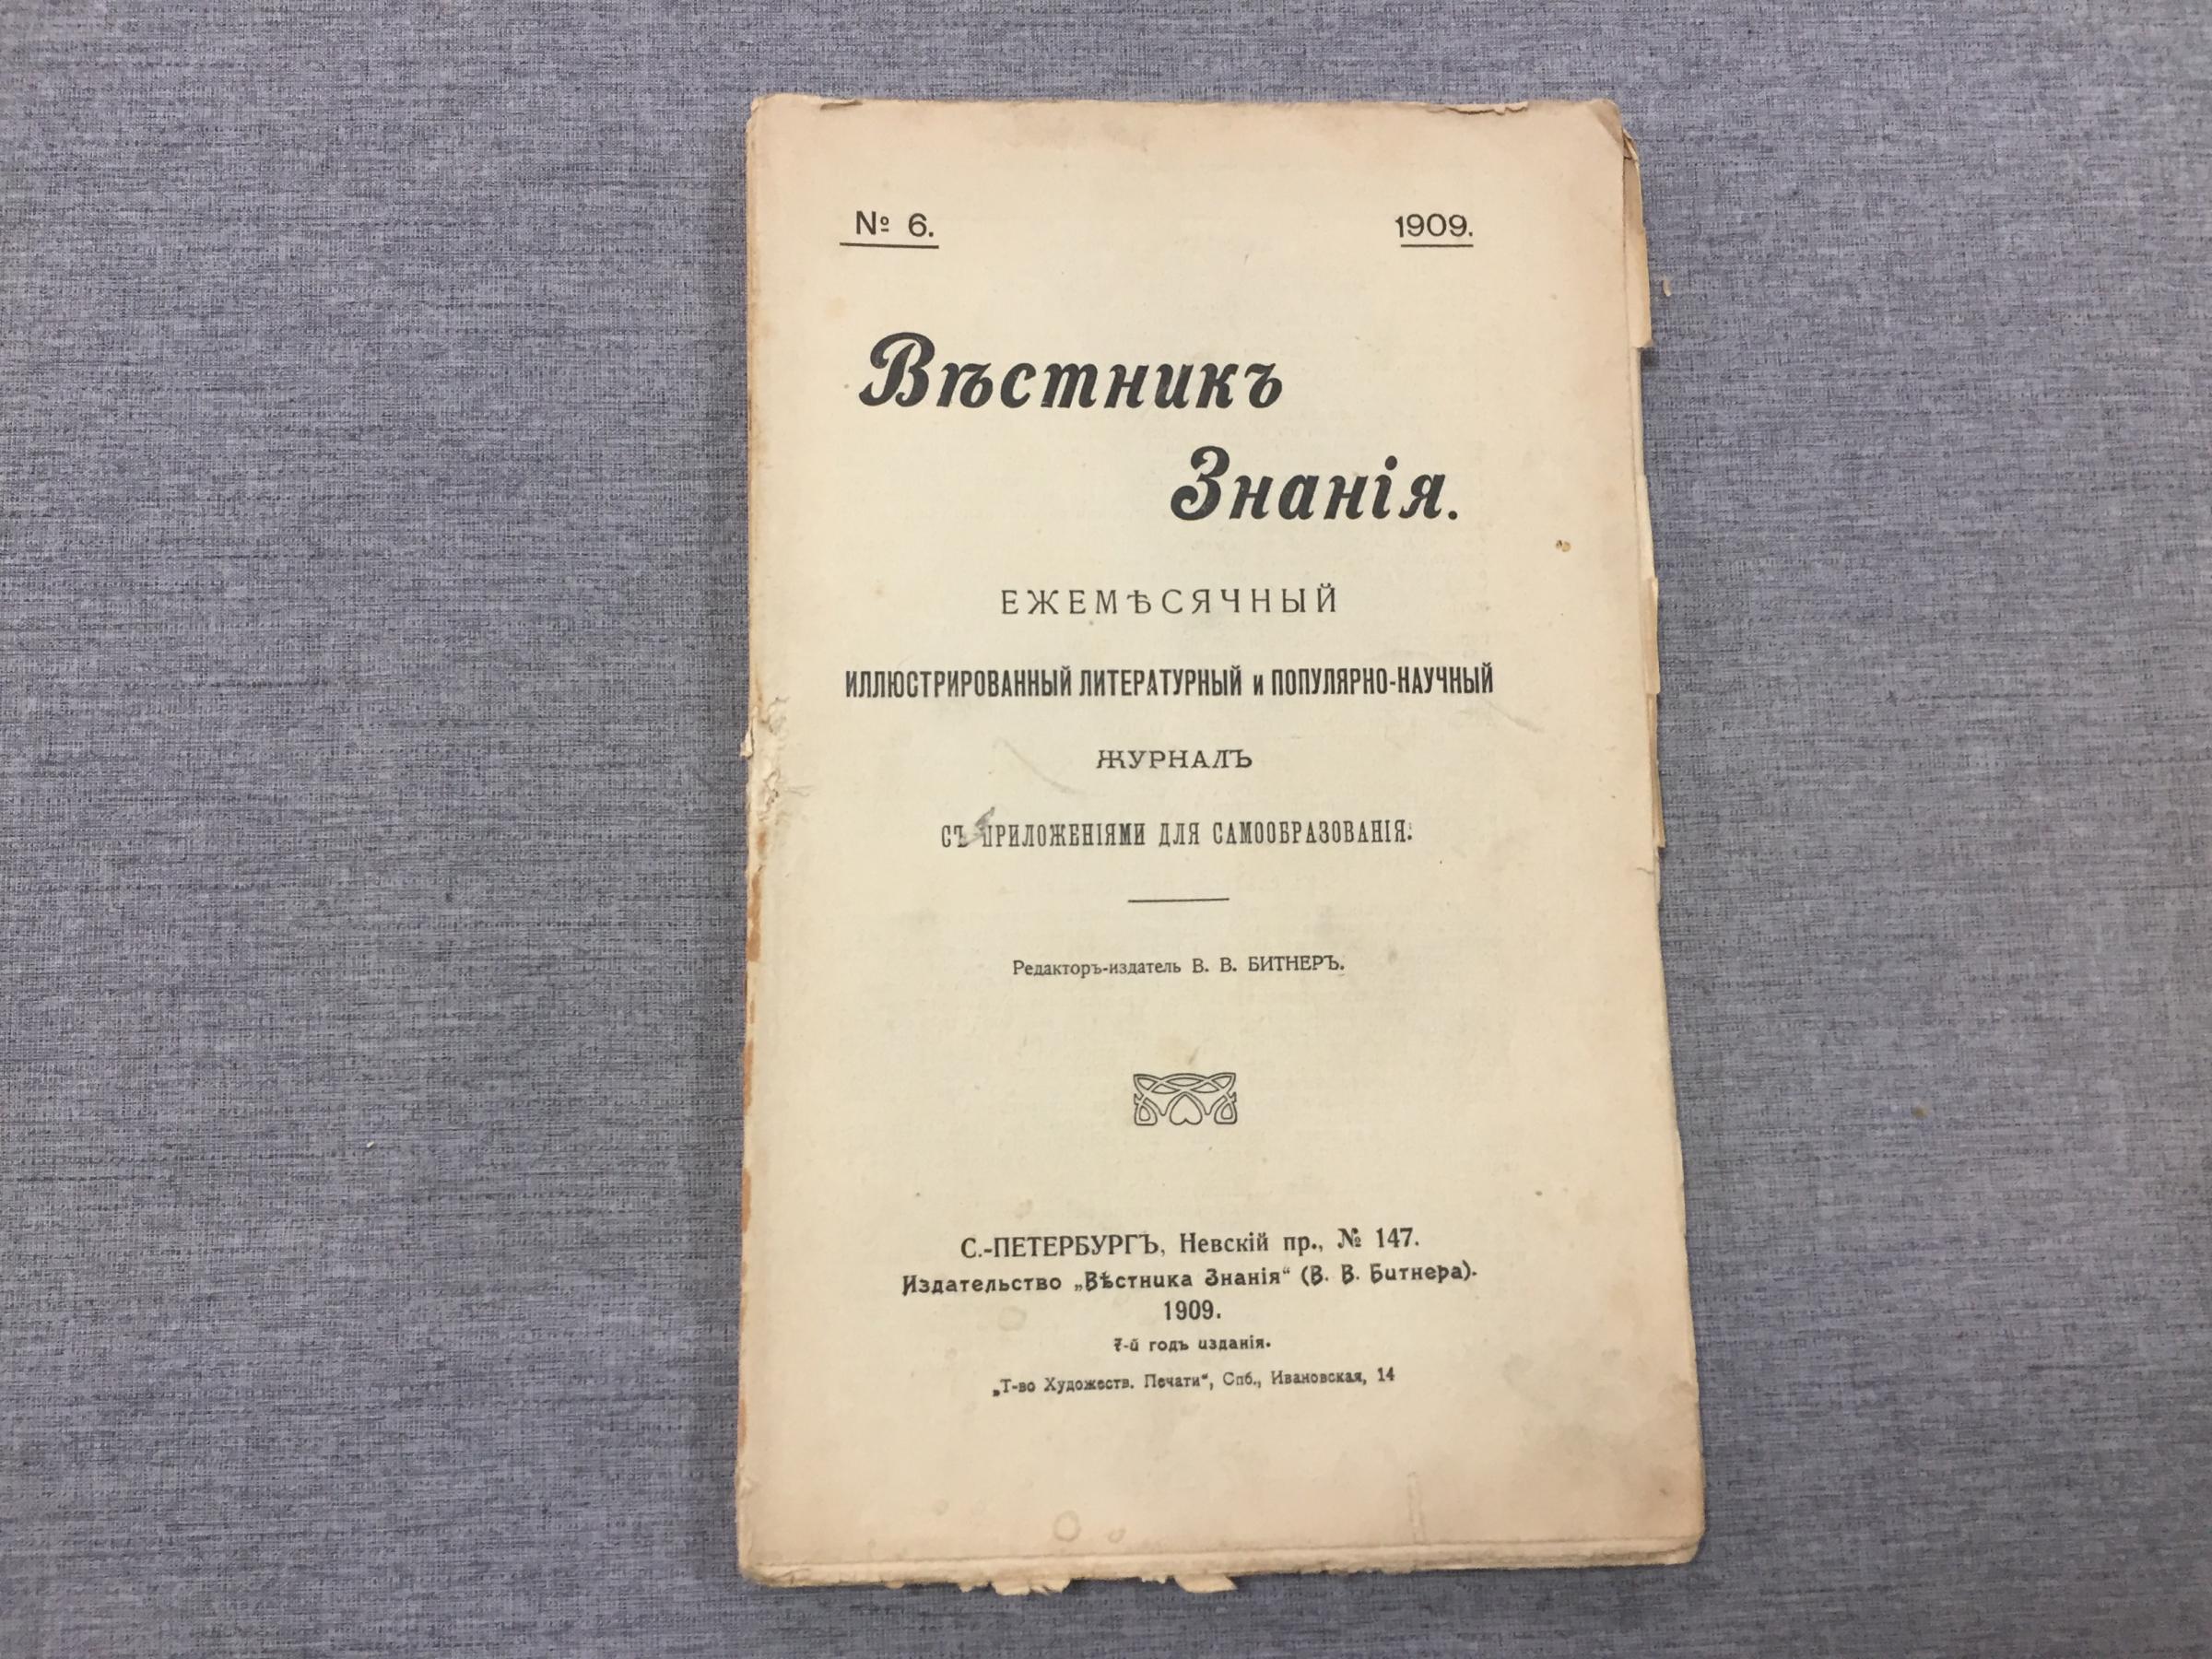 № 6. 1909.
Вѣстникъ
Знанія.
ЕЖЕМѢСЯЧНЫЙ
ИЛЛЮСТРИРОВАННЫЙ ЛИТЕРАТУРНЫЙ и ПОПУЛЯРНО-НАУЧНЫЙ
ЖУРНАЛЪ
СЪ ПРИЛОЖЕНІЯМИ ДЛЯ САМООБРАЗОВАНІЯ.
Редакторъ-издатель В. В. БИТНЕРЪ.
С.-ПЕТЕРБУРГЪ, Невскій пр., № 147.
Издательство „Вѣстника Знанія“ (В. В. Битнера).
1909.
7-й годъ изданія.
„Т-во Художеств. Печати“, Спб., Ивановская, 14